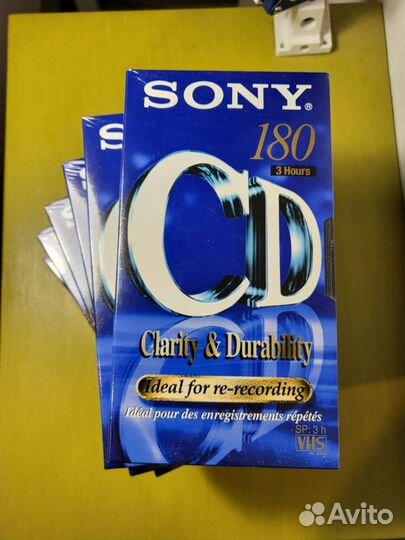 SONY®
180
3 Hours
CD
Clarity & Durability
Ideal for re-recording
Idéal pour des enregistrements répétés
SP: 3 h
VHS
S
Avito